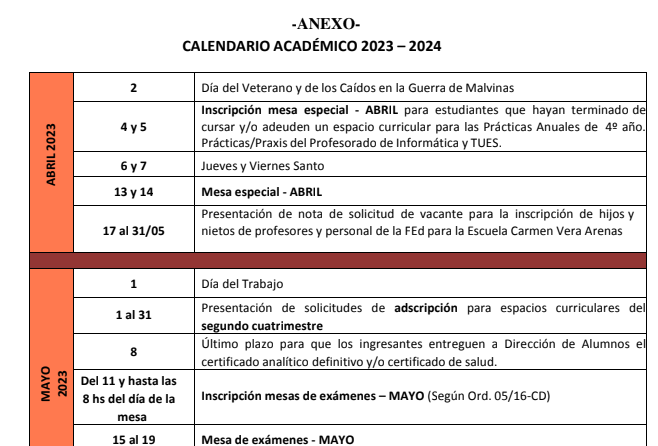 -ANEXO-
CALENDARIO ACADÉMICO 2023 – 2024
ABRIL 2023
2
Día del Veterano y de los Caídos en la Guerra de Malvinas
4 y 5
Inscripción mesa especial - ABRIL para estudiantes que hayan terminado de
cursar y/o adeuden un espacio curricular para las Prácticas Anuales de 4º año.
Prácticas/Praxis del Profesorado de Informática y TUES.
6 y 7
Jueves y Viernes Santo
13 y 14
Mesa especial - ABRIL
17 al 31/05
Presentación de nota de solicitud de vacante para la inscripción de hijos y
nietos de profesores y personal de la FEd para la Escuela Carmen Vera Arenas
MAYO
2023
1
Día del Trabajo
1 al 31
Presentación de solicitudes de adscripción para espacios curriculares del
segundo cuatrimestre
8
Último plazo para que los ingresantes entreguen a Dirección de Alumnos el
certificado analítico definitivo y/o certificado de salud.
Del 11 y hasta las
8 hs del día de la
mesa
Inscripción mesas de exámenes – MAYO (Según Ord. 05/16-CD)
15 al 19
Mesa de exámenes - MAYO